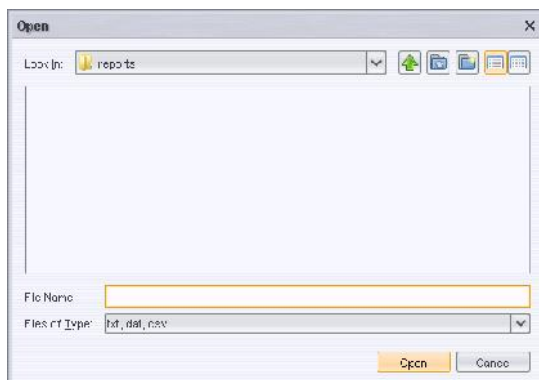 Open
Look In: reports
File Name
Files of Type: txt, dat, csv
Open Cancel